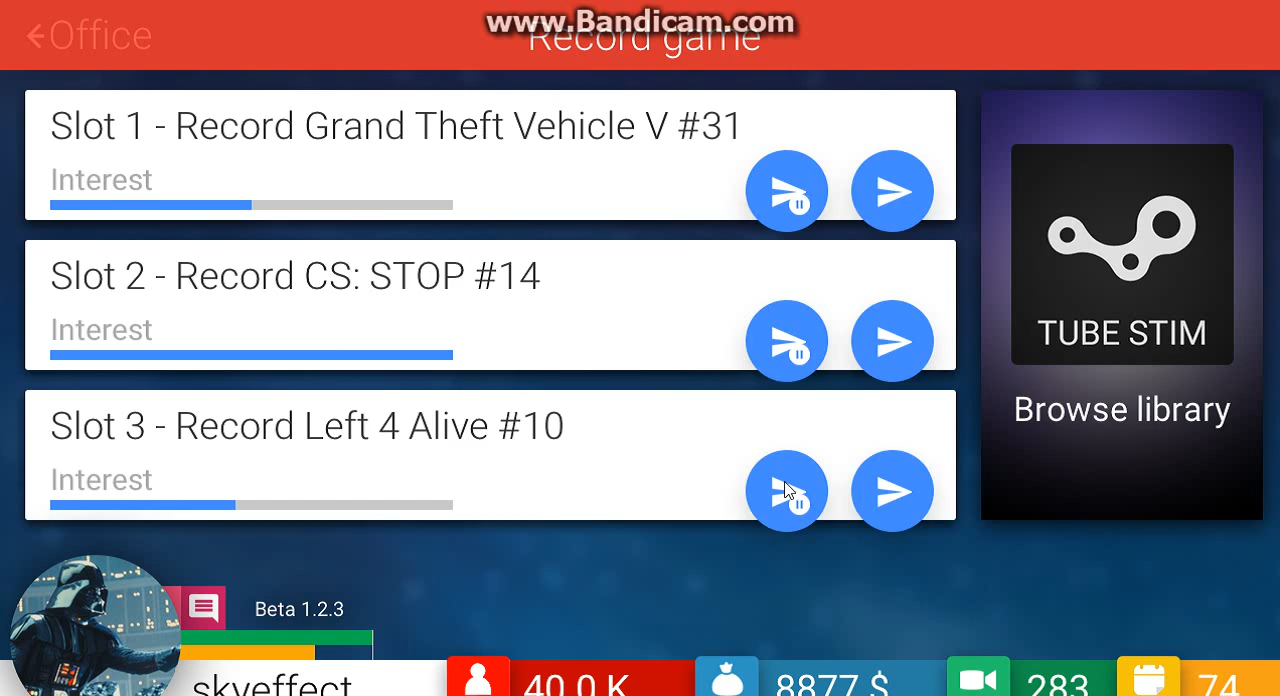 www.Bandicam.com
Office
Record game
Slot 1 - Record Grand Theft Vehicle V #31
Interest
Slot 2 - Record CS: STOP #14
Interest
Slot 3 - Record Left 4 Alive #10
Interest
TUBE STIM
Browse library
Beta 1.2.3
skyeffect
40.0 K
8877 $
283
74